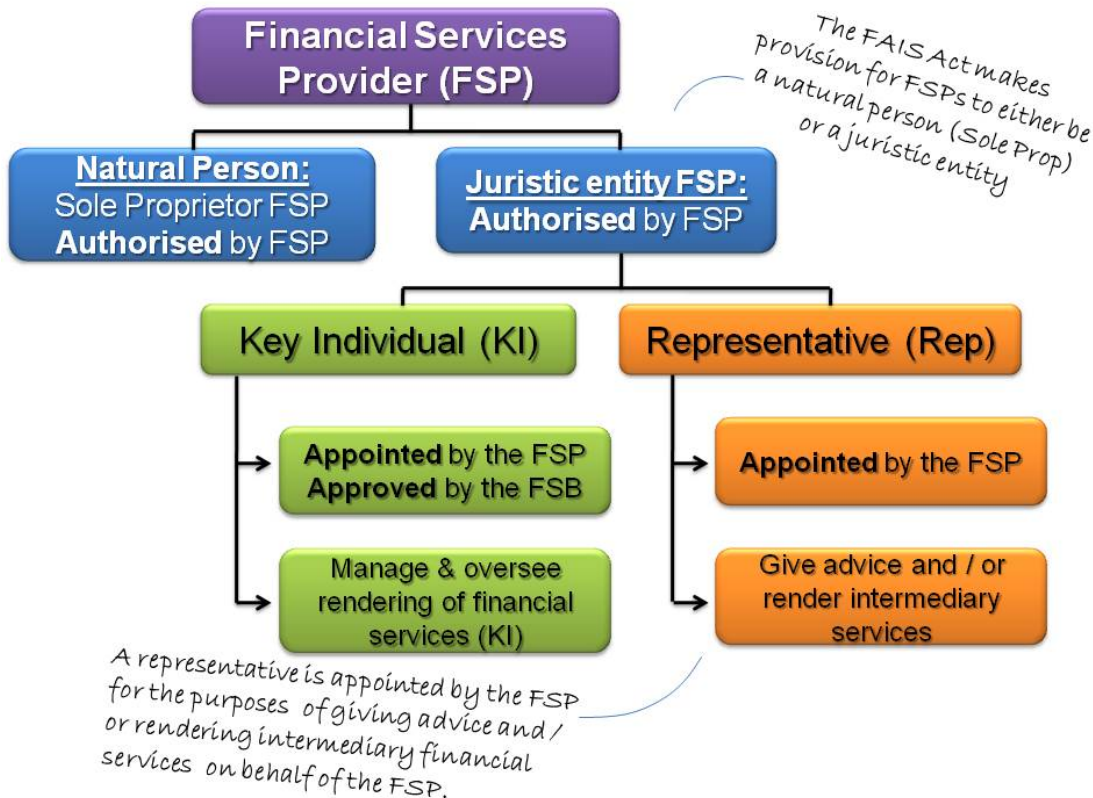 Financial Services
Provider (FSP)
The FAIS Act makes
provision for FSPs to either be
a natural person (Sole Prop)
or a juristic entity
Natural Person:
Sole Proprietor FSP
Authorised by FSP
Juristic entity FSP:
Authorised by FSP
Key Individual (KI)
Representative (Rep)
Appointed by the FSP
Approved by the FSB
Appointed by the FSP
Manage & oversee
rendering of financial
services (KI)
Give advice and / or
render intermediary
services
A representative is appointed by the FSP
for the purposes of giving advice and /
or rendering intermediary financial
services on behalf of the FSP.